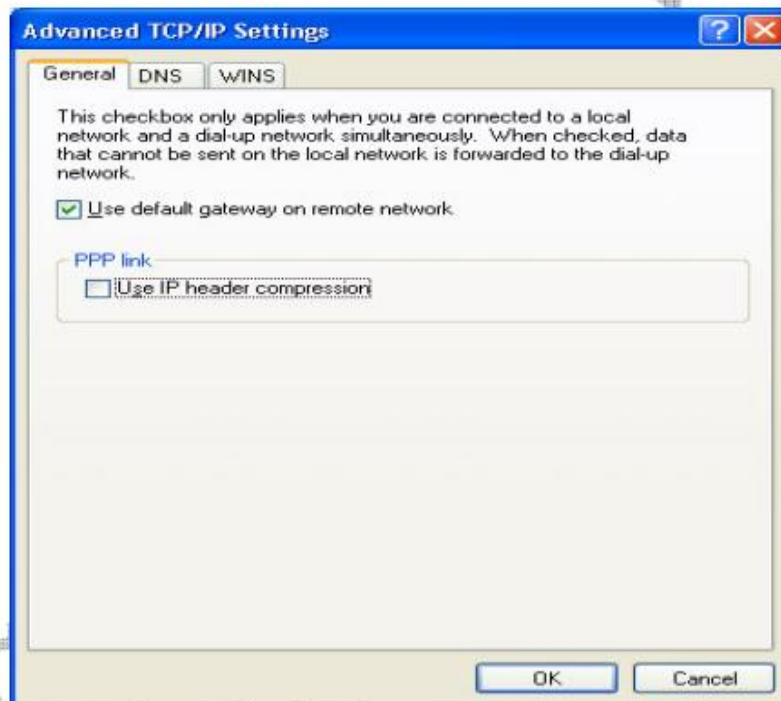 Advanced TCP/IP Settings
General DNS WINS
This checkbox only applies when you are connected to a local
network and a dial-up network simultaneously. When checked, data
that cannot be sent on the local network is forwarded to the dial-up
network.
Use default gateway on remote network
PPP link
Use IP header compression
OK Cancel